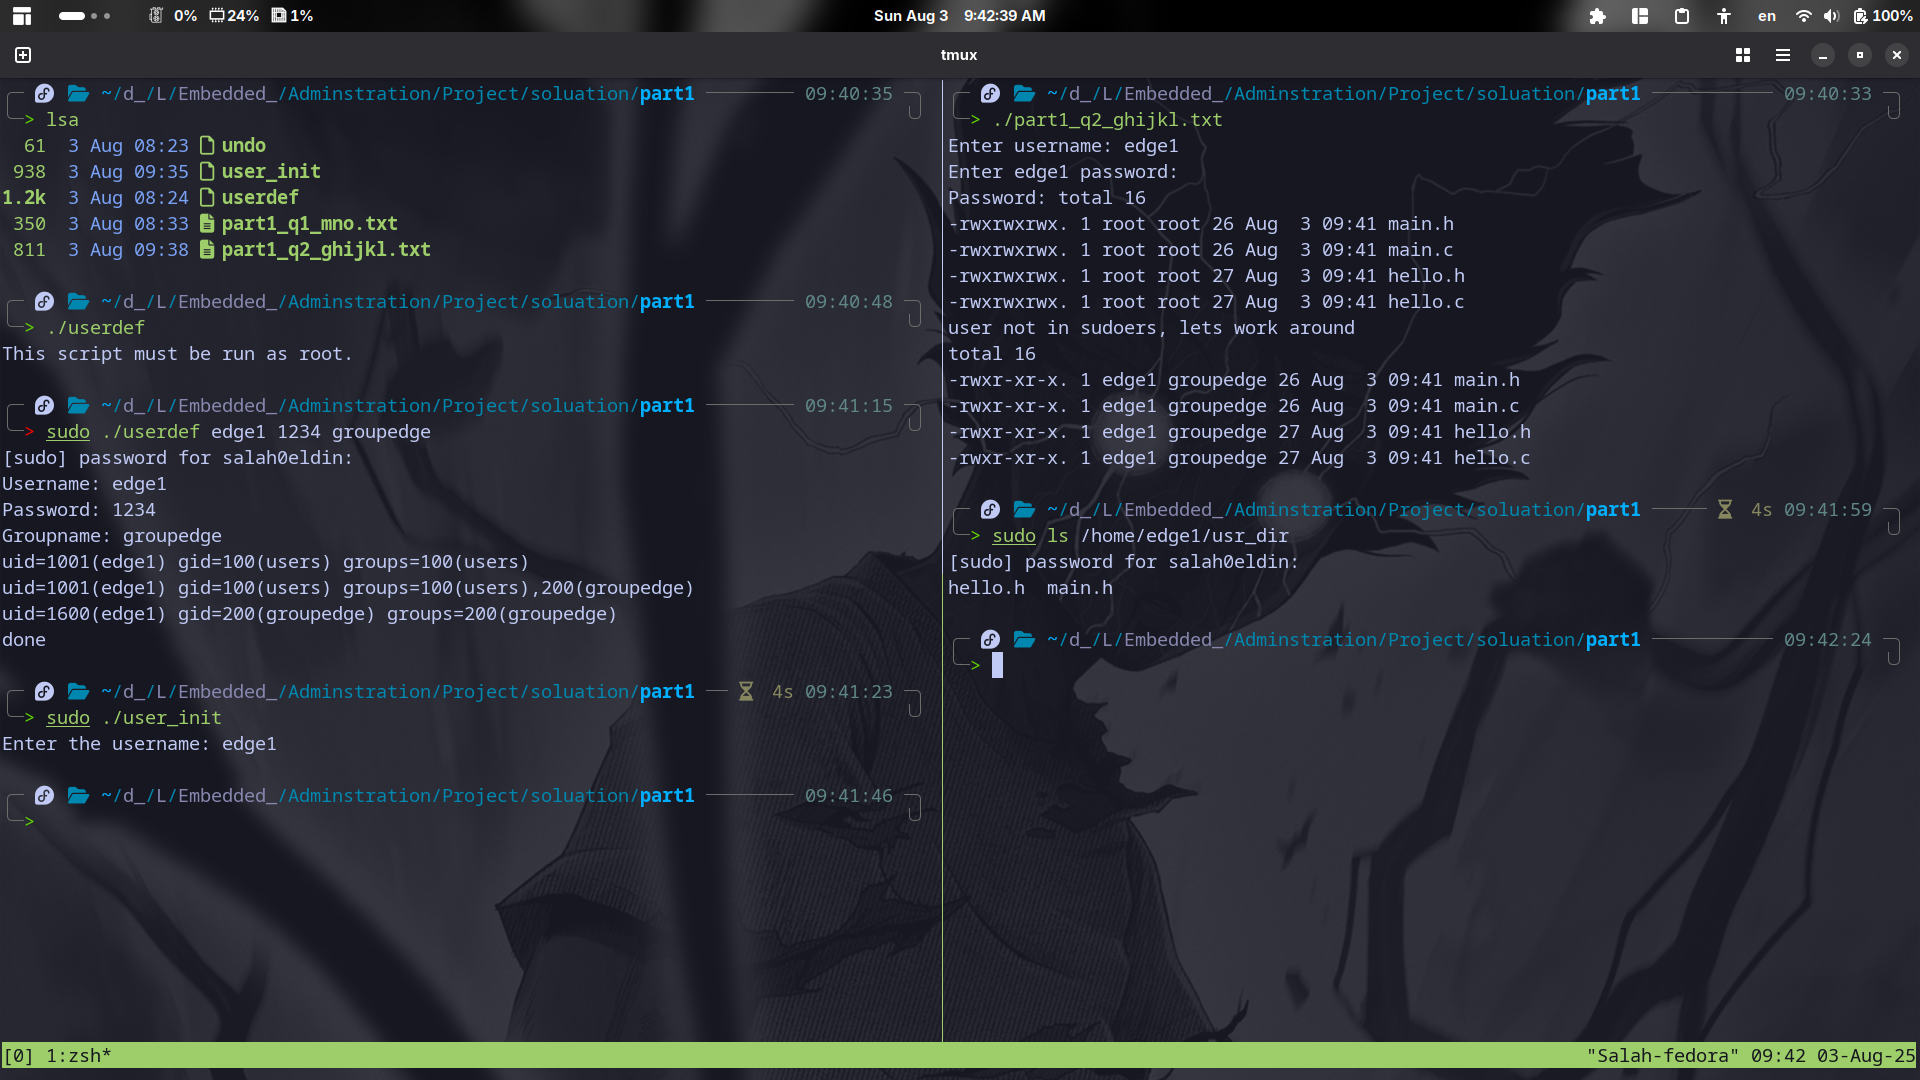 0% 24% 1% Sun Aug 3 9:42:39 AM en 100%
tmux
~/d_/L/Embedded_/Adminstration/Project/soluation/part1 09:40:35
> lsa
61 3 Aug 08:23 undo
938 3 Aug 09:35 user_init
1.2k 3 Aug 08:24 userdef
350 3 Aug 08:33 part1_q1_mno.txt
811 3 Aug 09:38 part1_q2_ghijkl.txt
~/d_/L/Embedded_/Adminstration/Project/soluation/part1 09:40:48
> ./userdef
This script must be run as root.
~/d_/L/Embedded_/Adminstration/Project/soluation/part1 09:41:15
> sudo ./userdef edge1 1234 groupedge
[sudo] password for salah0eldin:
Username: edge1
Password: 1234
Groupname: groupedge
uid=1001(edge1) gid=100(users) groups=100(users)
uid=1001(edge1) gid=100(users) groups=100(users),200(groupedge)
uid=1600(edge1) gid=200(groupedge) groups=200(groupedge)
done
~/d_/L/Embedded_/Adminstration/Project/soluation/part1 4s 09:41:23
> sudo ./user_init
Enter the username: edge1
~/d_/L/Embedded_/Adminstration/Project/soluation/part1 09:41:46
>
~/d_/L/Embedded_/Adminstration/Project/soluation/part1 09:40:33
> ./part1_q2_ghijkl.txt
Enter username: edge1
Enter edge1 password:
Password: total 16
-rwxrwxrwx. 1 root root 26 Aug  3 09:41 main.h
-rwxrwxrwx. 1 root root 26 Aug  3 09:41 main.c
-rwxrwxrwx. 1 root root 27 Aug  3 09:41 hello.h
-rwxrwxrwx. 1 root root 27 Aug  3 09:41 hello.c
user not in sudoers, lets work around
total 16
-rwxr-xr-x. 1 edge1 groupedge 26 Aug  3 09:41 main.h
-rwxr-xr-x. 1 edge1 groupedge 26 Aug  3 09:41 main.c
-rwxr-xr-x. 1 edge1 groupedge 27 Aug  3 09:41 hello.h
-rwxr-xr-x. 1 edge1 groupedge 27 Aug  3 09:41 hello.c
~/d_/L/Embedded_/Adminstration/Project/soluation/part1 4s 09:41:59
> sudo ls /home/edge1/usr_dir
[sudo] password for salah0eldin:
hello.h  main.h
~/d_/L/Embedded_/Adminstration/Project/soluation/part1 09:42:24
>
[0] 1:zsh* "Salah-fedora" 09:42 03-Aug-25